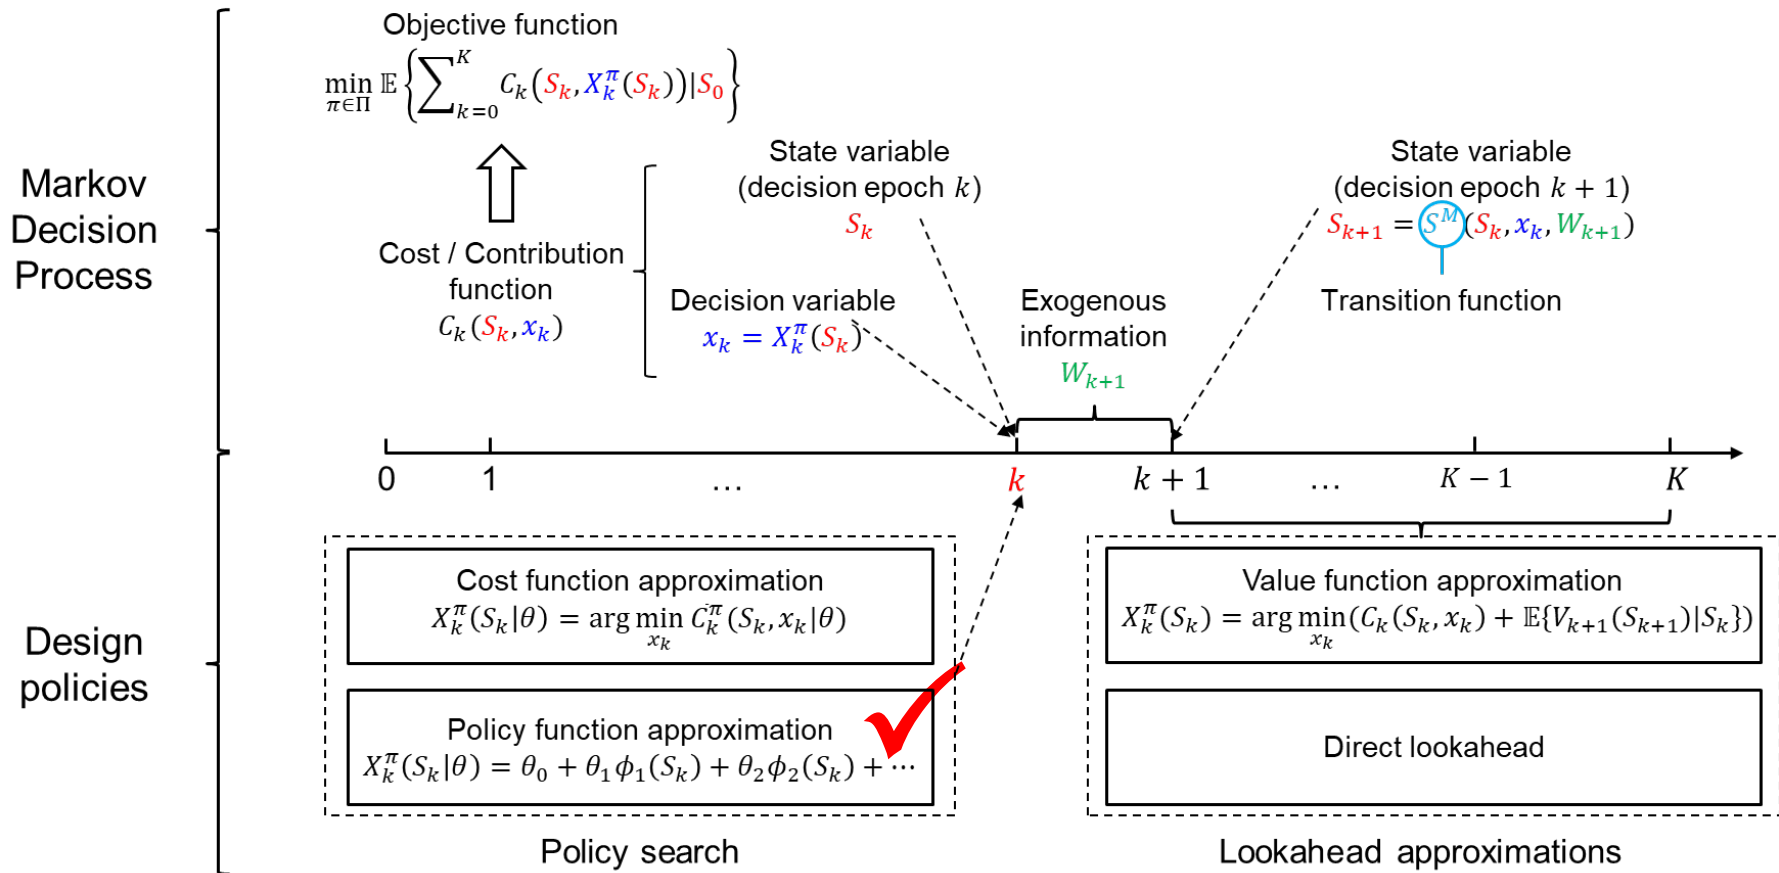 Markov
Decision
Process
Objective function
min π∈Π 𝔼{∑_{k=0}^{K} C_k(S_k, X_k^π(S_k))|S_0}
Cost / Contribution
function
C_k(S_k, x_k)
State variable
(decision epoch k)
S_k
Decision variable
x_k = X_k^π(S_k)
Exogenous
information
W_{k+1}
State variable
(decision epoch k + 1)
S_{k+1} = S^M(S_k, x_k, W_{k+1})
Transition function
0 1 … k k + 1 … K − 1 K
Design
policies
Cost function approximation
X_k^π(S_k|θ) = arg min x_k C̄_k^π(S_k, x_k|θ)
Policy function approximation
X_k^π(S_k|θ) = θ_0 + θ_1ϕ_1(S_k) + θ_2ϕ_2(S_k) + ⋯
Policy search
Value function approximation
X_k^π(S_k) = arg min x_k (C_k(S_k, x_k) + 𝔼{V_{k+1}(S_{k+1})|S_k})
Direct lookahead
Lookahead approximations